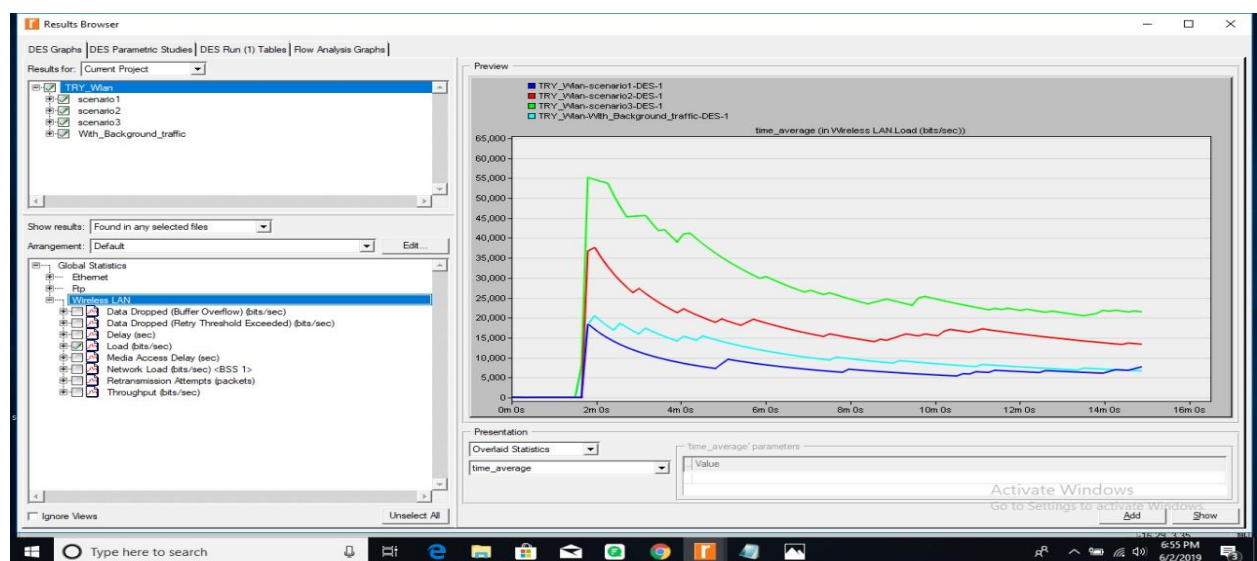 Results Browser
DES Graphs DES Parametric Studies DES Run (1) Tables Flow Analysis Graphs
Results for: Current Project
TRY_Wlan
scenario1
scenario2
scenario3
With_Background_traffic
Show results: Found in any selected files
Arrangement: Default Edit...
Global Statistics
Ethernet
Rip
Wireless LAN
Data Dropped (Buffer Overflow) (bits/sec)
Data Dropped (Retry Threshold Exceeded) (bits/sec)
Delay (sec)
Load (bits/sec)
Media Access Delay (sec)
Network Load (bits/sec) <BSS 1>
Retransmission Attempts (packets)
Throughput (bits/sec)
Ignore Views Unselect All
Preview
TRY_Wlan-scenario1-DES-1
TRY_Wlan-scenario2-DES-1
TRY_Wlan-scenario3-DES-1
TRY_Wlan-With_Background_traffic-DES-1
time_average (in Wireless LAN.Load (bits/sec))
65,000
60,000
55,000
50,000
45,000
40,000
35,000
30,000
25,000
20,000
15,000
10,000
5,000
0
0m 0s 2m 0s 4m 0s 6m 0s 8m 0s 10m 0s 12m 0s 14m 0s 16m 0s
Presentation
Overlaid Statistics
time_average
'time_average' parameters
Value
Activate Windows
Go to Settings to activate Windows.
Add Show
Type here to search
6:55 PM
6/2/2019